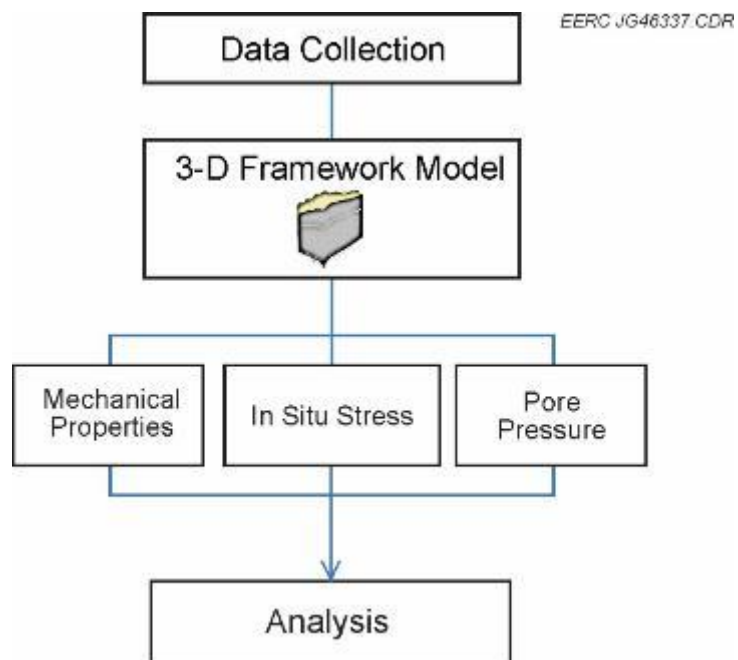 EERC JG46337.CDR
Data Collection
3-D Framework Model
Mechanical
Properties
In Situ Stress
Pore
Pressure
Analysis